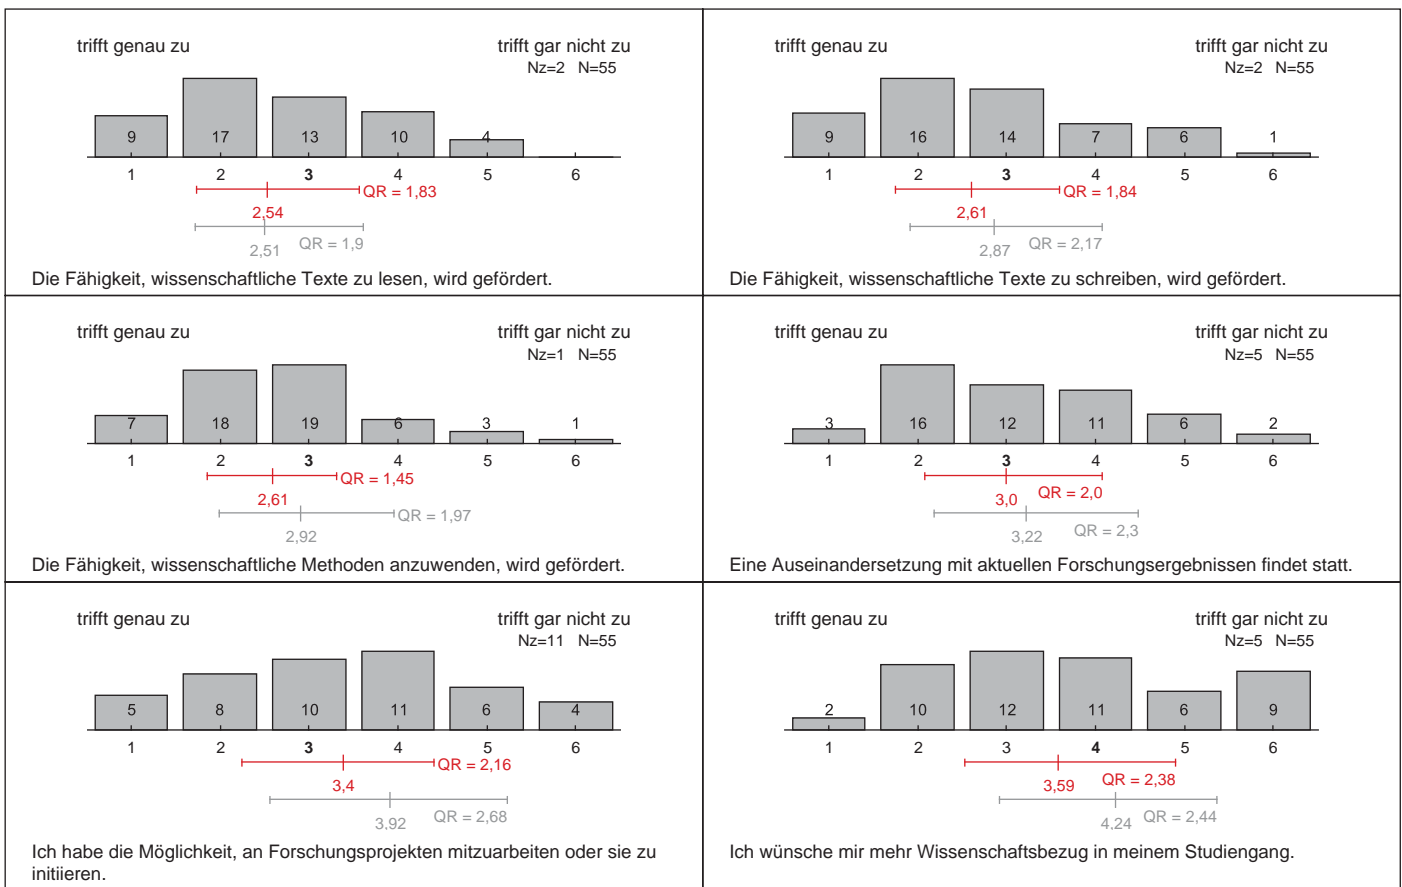 trifft genau zu trifft gar nicht zu
Nz=2 N=55
9 17 13 10 4
1 2 3 4 5 6
QR = 1,83
2,54
QR = 1,9
2,51
Die Fähigkeit, wissenschaftliche Texte zu lesen, wird gefördert.
trifft genau zu trifft gar nicht zu
Nz=2 N=55
9 16 14 7 6 1
1 2 3 4 5 6
QR = 1,84
2,61
QR = 2,17
2,87
Die Fähigkeit, wissenschaftliche Texte zu schreiben, wird gefördert.
trifft genau zu trifft gar nicht zu
Nz=1 N=55
7 18 19 6 3 1
1 2 3 4 5 6
QR = 1,45
2,61
QR = 1,97
2,92
Die Fähigkeit, wissenschaftliche Methoden anzuwenden, wird gefördert.
trifft genau zu trifft gar nicht zu
Nz=5 N=55
3 16 12 11 6 2
1 2 3 4 5 6
QR = 2,0
3,0
QR = 2,3
3,22
Eine Auseinandersetzung mit aktuellen Forschungsergebnissen findet statt.
trifft genau zu trifft gar nicht zu
Nz=11 N=55
5 8 10 11 6 4
1 2 3 4 5 6
QR = 2,16
3,4
QR = 2,68
3,92
Ich habe die Möglichkeit, an Forschungsprojekten mitzuarbeiten oder sie zu
initiieren.
trifft genau zu trifft gar nicht zu
Nz=5 N=55
2 10 12 11 6 9
1 2 3 4 5 6
QR = 2,38
3,59
QR = 2,44
4,24
Ich wünsche mir mehr Wissenschaftsbezug in meinem Studiengang.